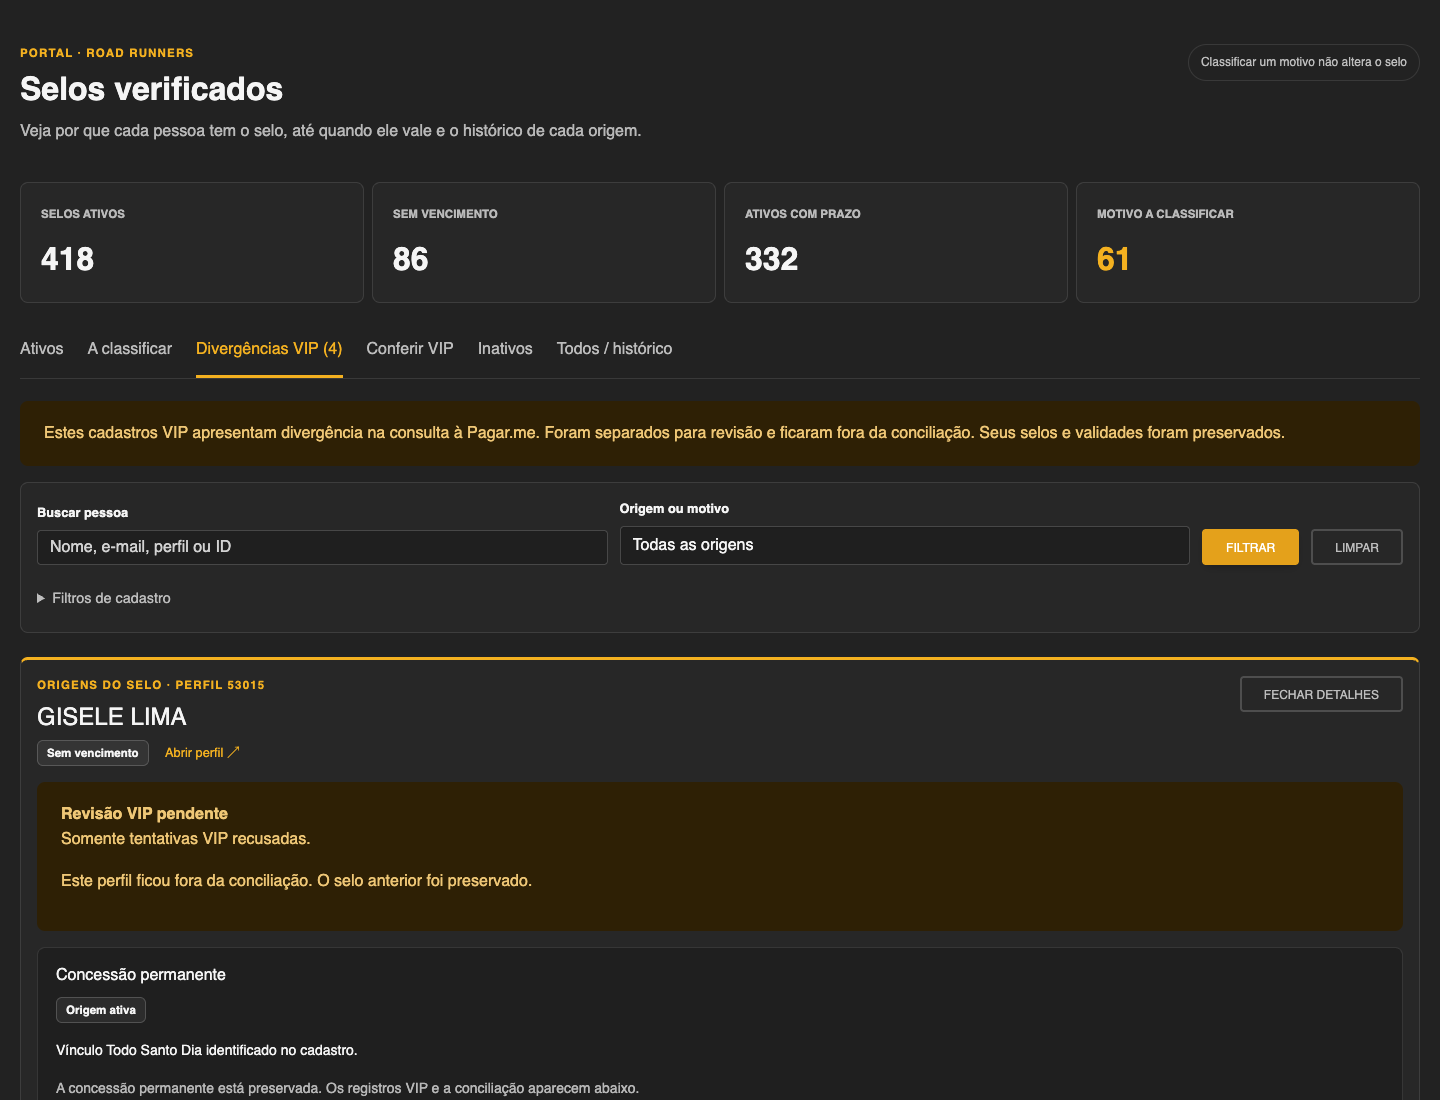 PORTAL · ROAD RUNNERS
Selos verificados
Veja por que cada pessoa tem o selo, até quando ele vale e o histórico de cada origem.
Classificar um motivo não altera o selo
SELOS ATIVOS
418
SEM VENCIMENTO
86
ATIVOS COM PRAZO
332
MOTIVO A CLASSIFICAR
61
Ativos A classificar Divergências VIP (4) Conferir VIP Inativos Todos / histórico
Estes cadastros VIP apresentam divergência na consulta à Pagar.me. Foram separados para revisão e ficaram fora da conciliação. Seus selos e validades foram preservados.
Buscar pessoa
Nome, e-mail, perfil ou ID
Origem ou motivo
Todas as origens
FILTRAR
LIMPAR
Filtros de cadastro
ORIGENS DO SELO · PERFIL 53015
GISELE LIMA
Sem vencimento Abrir perfil ↗
FECHAR DETALHES
Revisão VIP pendente
Somente tentativas VIP recusadas.
Este perfil ficou fora da conciliação. O selo anterior foi preservado.
Concessão permanente
Origem ativa
Vínculo Todo Santo Dia identificado no cadastro.
A concessão permanente está preservada. Os registros VIP e a conciliação aparecem abaixo.